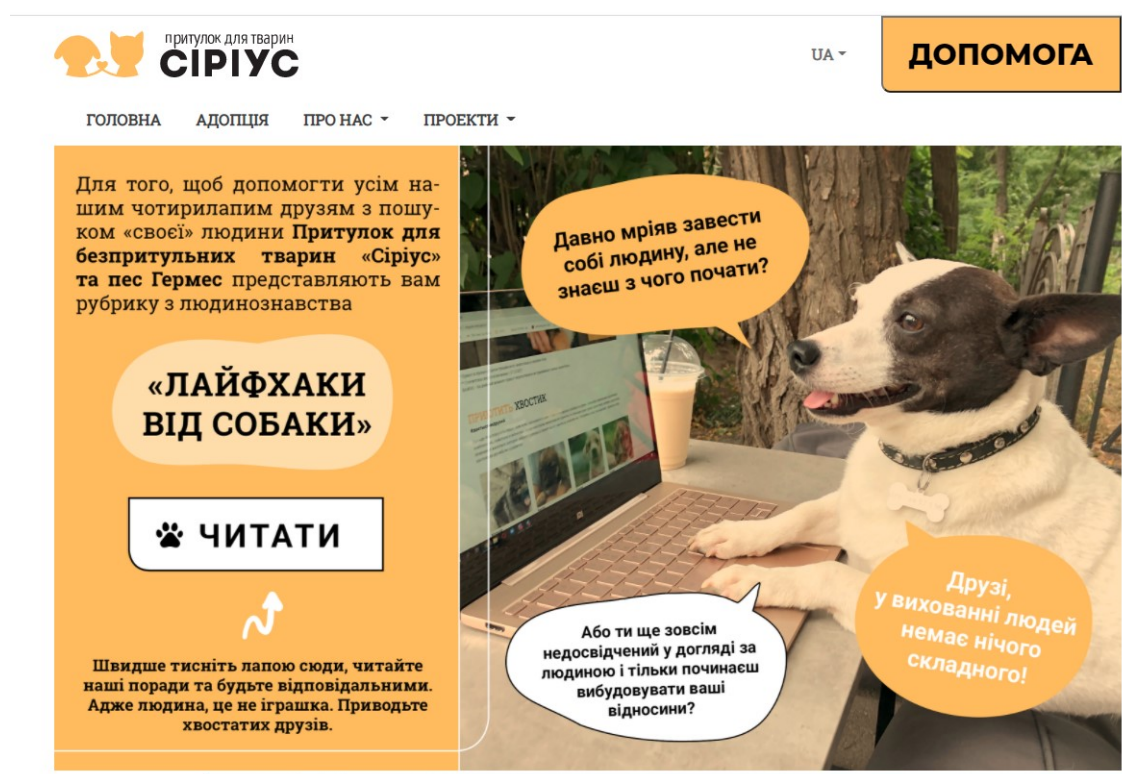 притулок для тварин
СІРІУС
UA
ДОПОМОГА
ГОЛОВНА АДОПЦІЯ ПРО НАС ПРОЕКТИ
Для того, щоб допомогти усім на-
шим чотирилапим друзям з пошу-
ком «своєї» людини Притулок для
безпритульних тварин «Сіріус»
та пес Гермес представляють вам
рубрику з людинознавства
«ЛАЙФХАКИ
ВІД СОБАКИ»
ЧИТАТИ
Швидше тисніть лапою сюди, читайте
наші поради та будьте відповідальними.
Адже людина, це не іграшка. Приводьте
хвостатих друзів.
Давно мріяв завести
собі людину, але не
знаєш з чого почати?
ПРИХИСТИТЬ ХВОСТИК
Або ти ще зовсім
недосвідчений у догляді за
людиною і тільки починаєш
вибудовувати ваші
відносини?
Друзі,
у вихованні людей
немає нічого
складного!